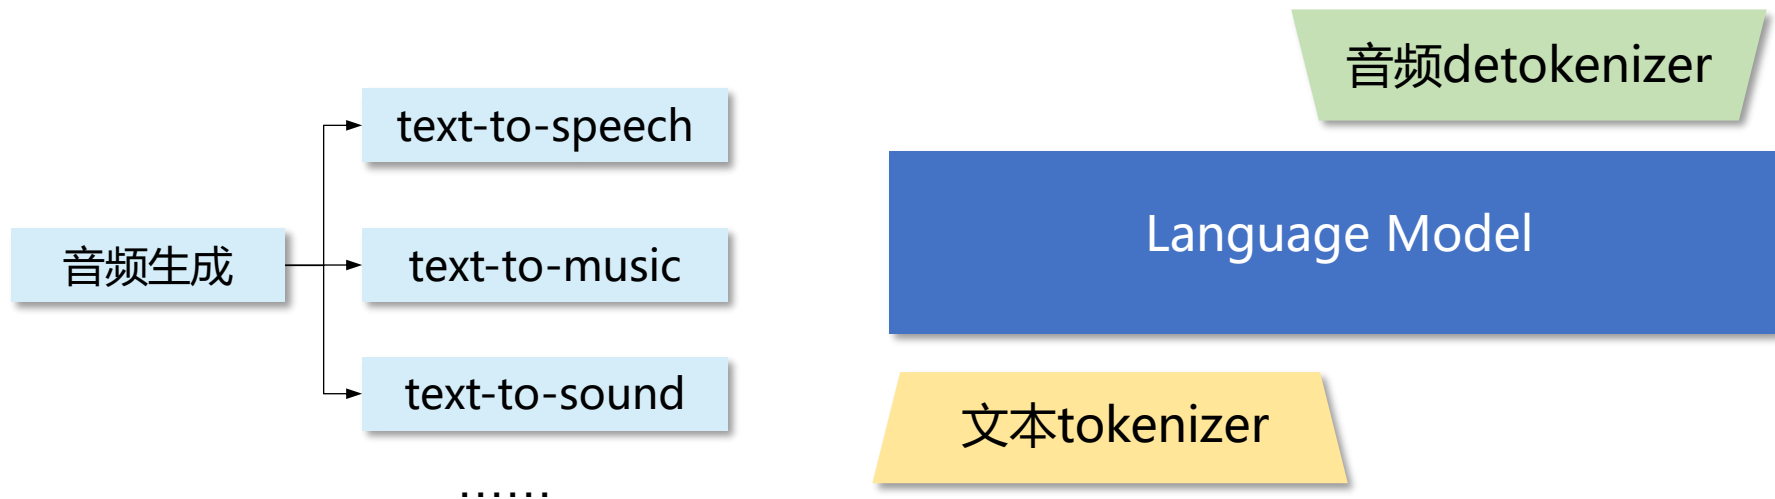 音频生成
text-to-speech
text-to-music
text-to-sound
......
音频detokenizer
Language Model
文本tokenizer